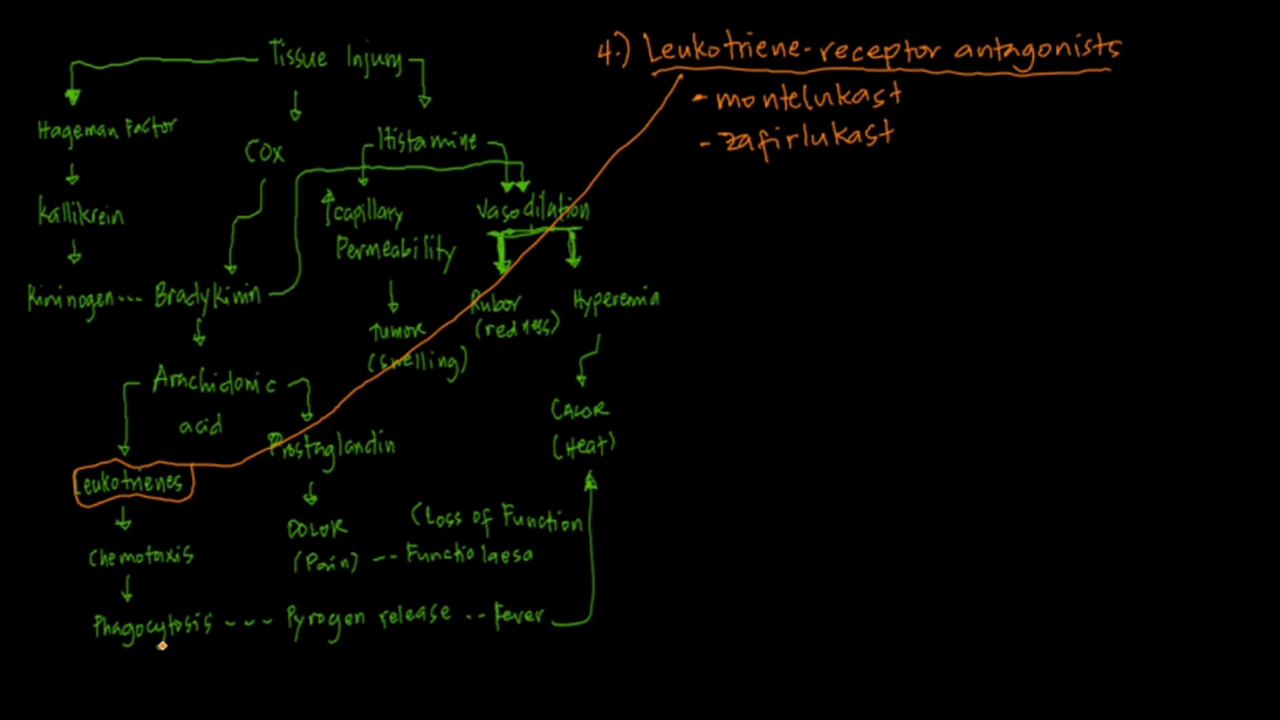 Tissue Injury
Hageman Factor
COX
Histamine
Kallikrein
↑ capillary
Permeability
Vasodilation
Kininogen --- Bradykinin
Tumor
(swelling)
Rubor
(redness)
Hyperemia
Arachidonic
acid
Prostaglandin
CALOR
(Heat)
Leukotrienes
Chemotaxis
DOLOR
(Pain) -- Functio laesa
(Loss of Function
Phagocytosis --- Pyrogen release -- Fever
4.) Leukotriene-receptor antagonists
- montelukast
- zafirlukast